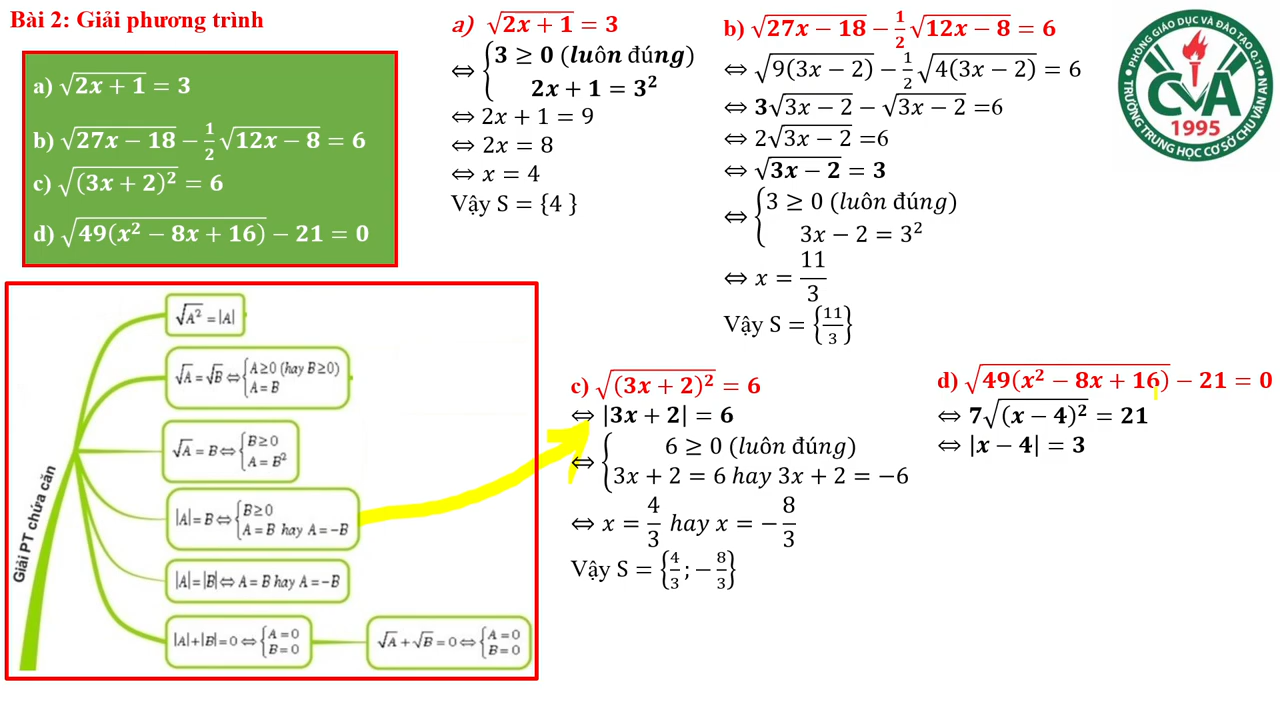 Bài 2: Giải phương trình
a) √(2x + 1) = 3
b) √(27x − 18) − 1/2 √(12x − 8) = 6
c) √((3x + 2)²) = 6
d) √(49(x² − 8x + 16)) − 21 = 0
Giải PT chứa căn
√(A²) = |A|
√A = √B ⇔ { A ≥ 0 (hay B ≥ 0)
A = B
√A = B ⇔ { B ≥ 0
A = B²
|A| = B ⇔ { B ≥ 0
A = B hay A = −B
|A| = |B| ⇔ A = B hay A = −B
|A| + |B| = 0 ⇔ { A = 0
B = 0
√A + √B = 0 ⇔ { A = 0
B = 0
a) √(2x + 1) = 3
⇔ { 3 ≥ 0 (luôn đúng)
2x + 1 = 3²
⇔ 2x + 1 = 9
⇔ 2x = 8
⇔ x = 4
Vậy S = {4 }
b) √(27x − 18) − 1/2 √(12x − 8) = 6
⇔ √(9(3x − 2)) − 1/2 √(4(3x − 2)) = 6
⇔ 3√(3x − 2) − √(3x − 2) =6
⇔ 2√(3x − 2) =6
⇔ √(3x − 2) = 3
⇔ { 3 ≥ 0 (luôn đúng)
3x − 2 = 3²
⇔ x = 11/3
Vậy S = {11/3}
c) √((3x + 2)²) = 6
⇔ |3x + 2| = 6
⇔ { 6 ≥ 0 (luôn đúng)
3x + 2 = 6 hay 3x + 2 = −6
⇔ x = 4/3 hay x = −8/3
Vậy S = {4/3 ; −8/3}
d) √(49(x² − 8x + 16)) − 21 = 0
⇔ 7√((x − 4)²) = 21
⇔ |x − 4| = 3
PHÒNG GIÁO DỤC VÀ ĐÀO TẠO Q.11
CVA
1995
TRƯỜNG TRUNG HỌC CƠ SỞ CHU VĂN AN